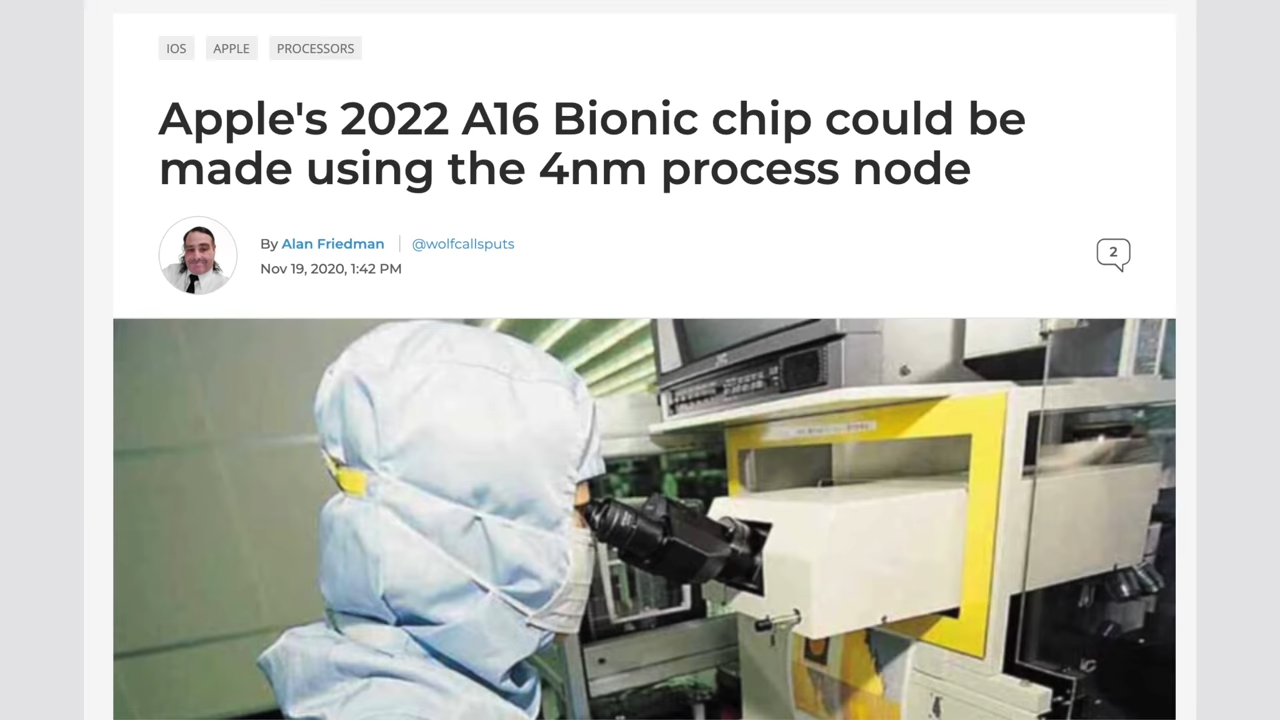 IOS APPLE PROCESSORS
Apple's 2022 A16 Bionic chip could be
made using the 4nm process node
By Alan Friedman @wolfcallsputs
2
Nov 19, 2020, 1:42 PM
JVC